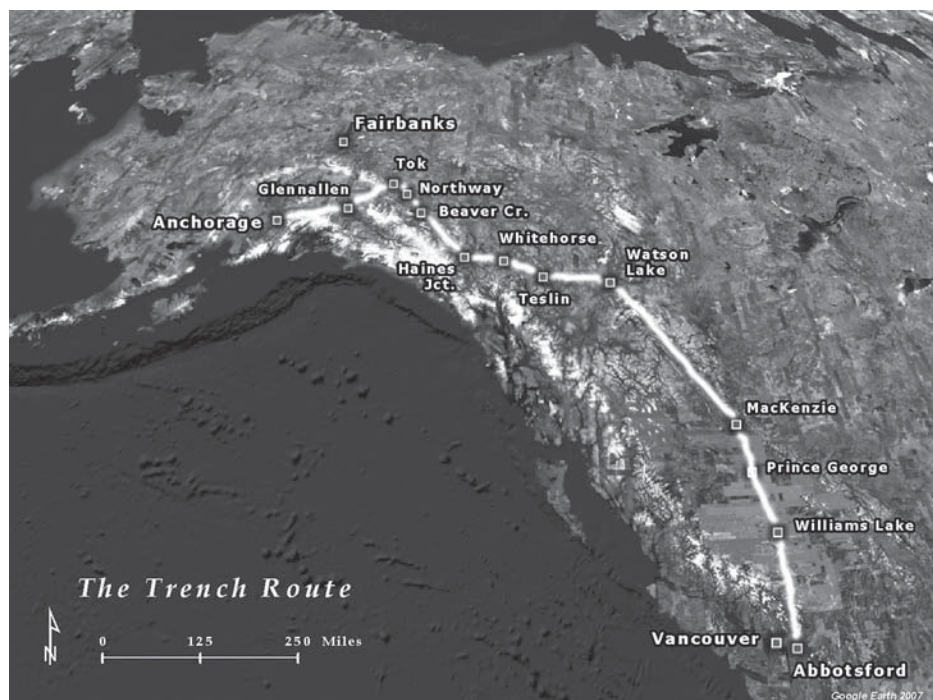 Fairbanks
Tok
Glennallen
Northway
Anchorage
Beaver Cr.
Whitehorse
Haines
Jct.
Watson
Lake
Teslin
MacKenzie
Prince George
Williams Lake
The Trench Route
N
0 125 250 Miles
Vancouver
Abbotsford
Google Earth 2007